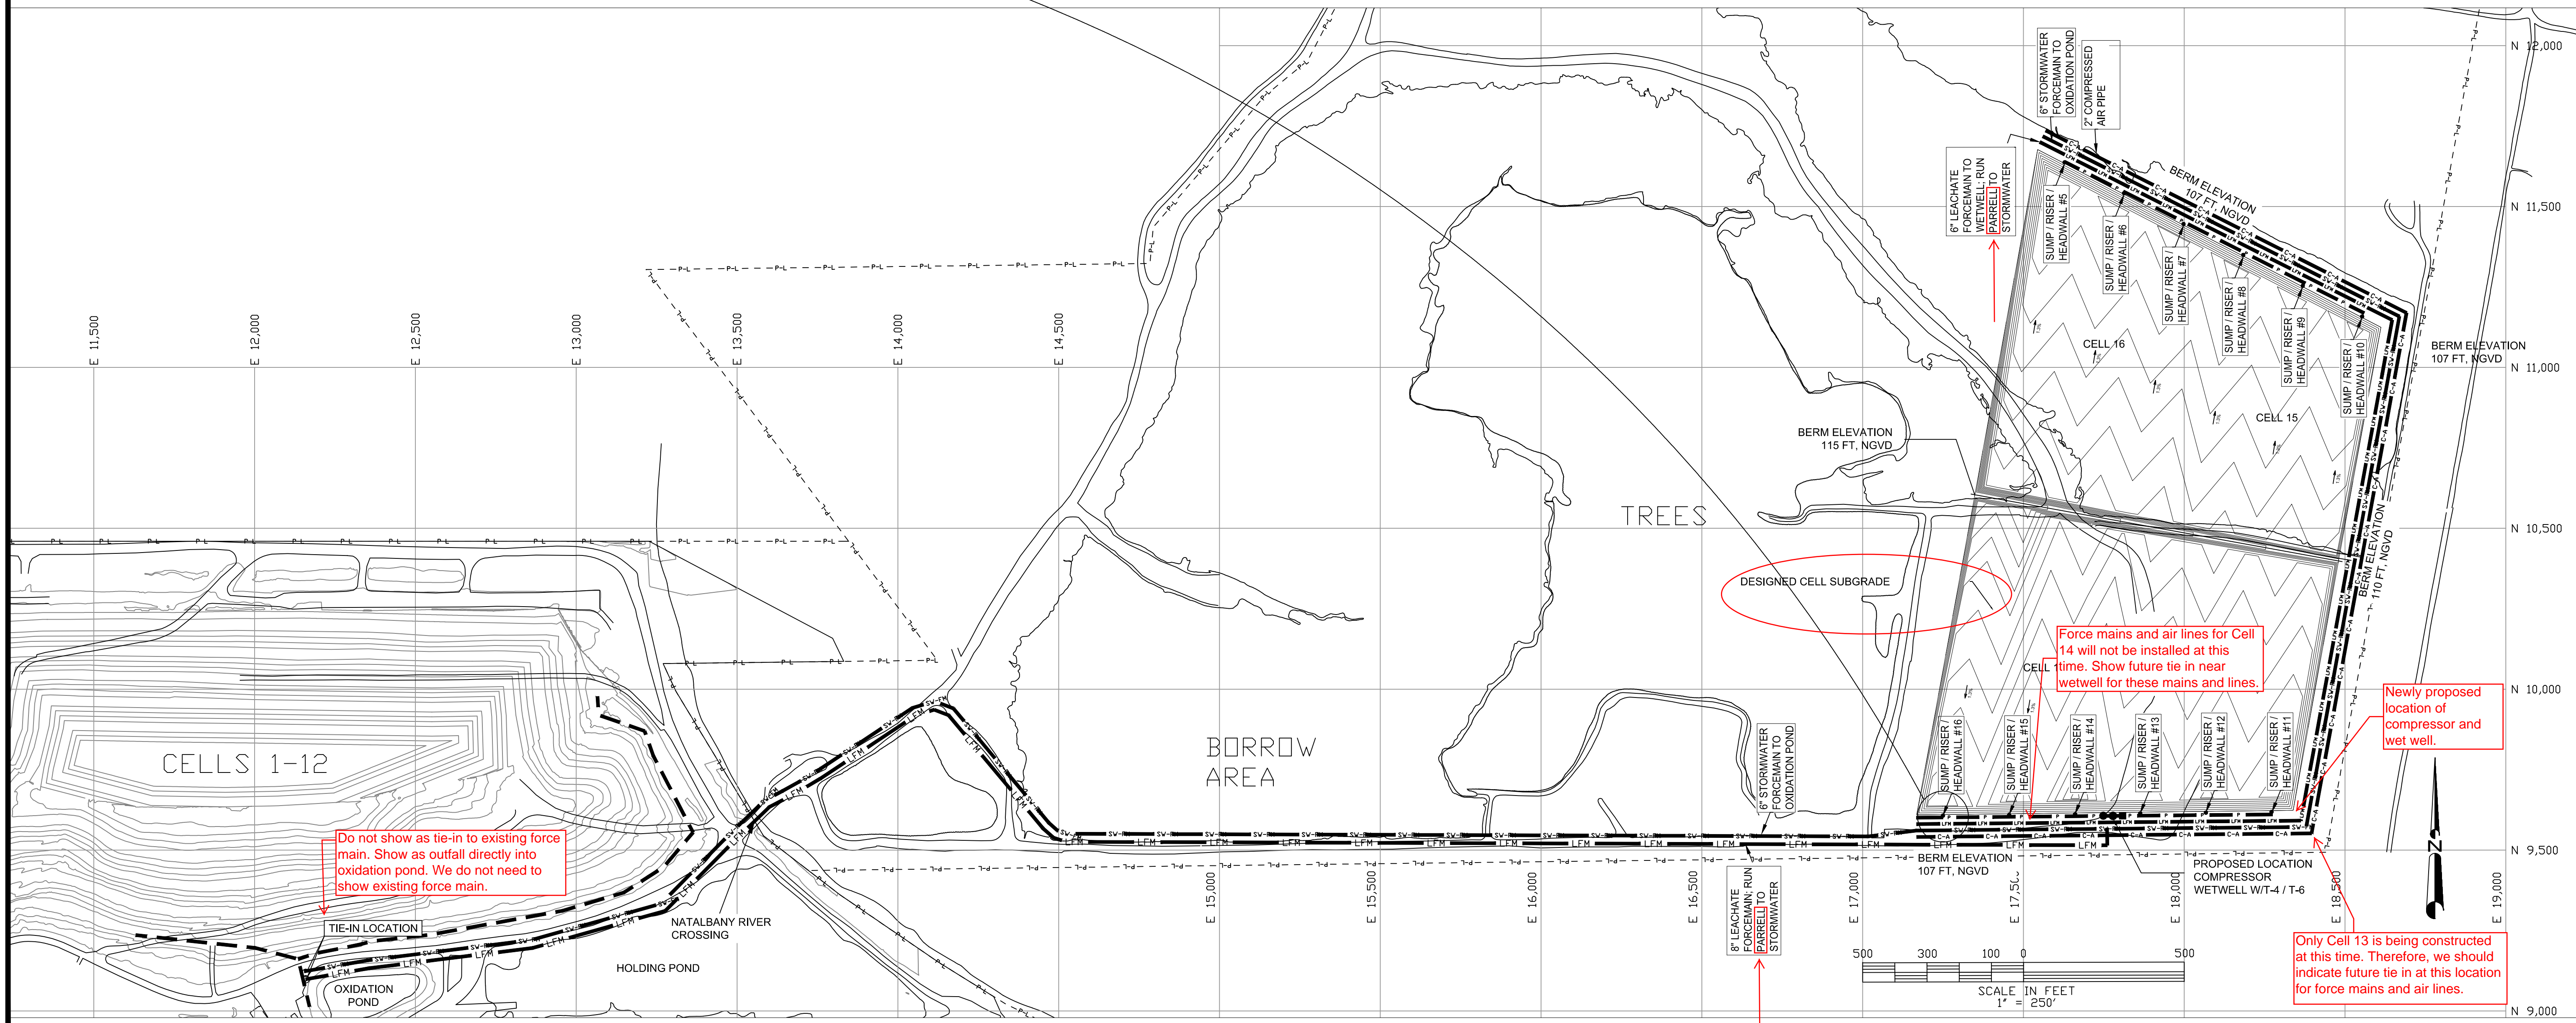 N 12,000
6" STORMWATER
FORCEMAIN TO
OXIDATION POND
2" COMPRESSED
AIR PIPE
6" LEACHATE
FORCEMAIN TO
WETWELL; RUN
PARRELL TO
STORMWATER
BERM ELEVATION
107 FT, NGVD
N 11,500
SUMP / RISER /
HEADWALL #5
SUMP / RISER /
HEADWALL #6
SUMP / RISER /
HEADWALL #7
SUMP / RISER /
HEADWALL #8
SUMP / RISER /
HEADWALL #9
SUMP / RISER /
HEADWALL #10
E 11,500
E 12,000
E 12,500
E 13,000
E 13,500
E 14,000
E 14,500
CELL 16
BERM ELEVATION
107 FT, NGVD
N 11,000
CELL 15
BERM ELEVATION
115 FT, NGVD
TREES
N 10,500
BERM ELEVATION
110 FT, NGVD
DESIGNED CELL SUBGRADE
Force mains and air lines for Cell
14 will not be installed at this
time. Show future tie in near
wetwell for these mains and lines.
CELL 1
N 10,000
Newly proposed
location of
compressor and
wet well.
CELLS 1-12
BORROW
AREA
6" STORMWATER
FORCEMAIN TO
OXIDATION POND
SUMP / RISER /
HEADWALL #16
SUMP / RISER /
HEADWALL #15
SUMP / RISER /
HEADWALL #14
SUMP / RISER /
HEADWALL #13
SUMP / RISER /
HEADWALL #12
SUMP / RISER /
HEADWALL #11
Do not show as tie-in to existing force
main. Show as outfall directly into
oxidation pond. We do not need to
show existing force main.
N 9,500
BERM ELEVATION
107 FT, NGVD
PROPOSED LOCATION
COMPRESSOR
WETWELL W/T-4 / T-6
8" LEACHATE
FORCEMAIN; RUN
PARRELL TO
STORMWATER
E 15,000
E 15,500
E 16,000
E 16,500
E 17,000
E 18,000
E 18,500
E 19,000
N
TIE-IN LOCATION
NATALBANY RIVER
CROSSING
HOLDING POND
OXIDATION
POND
500 300 100 0 500
SCALE IN FEET
1" = 250'
Only Cell 13 is being constructed
at this time. Therefore, we should
indicate future tie in at this location
for force mains and air lines.
N 9,000